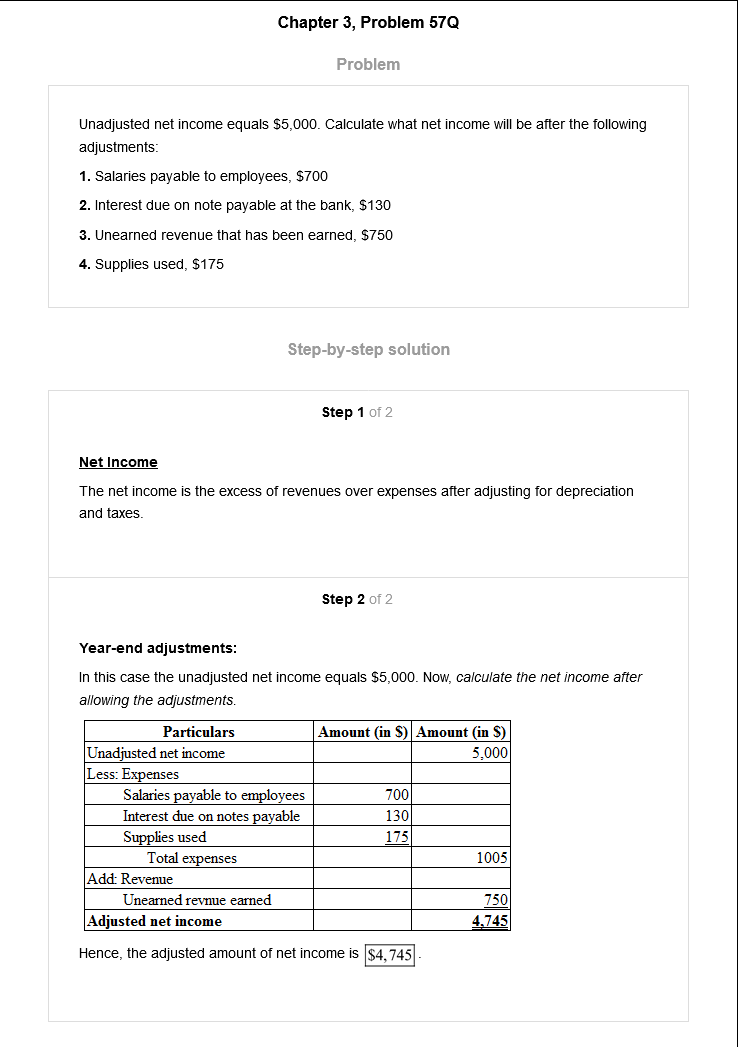 Chapter 3, Problem 57Q
Problem
Unadjusted net income equals $5,000. Calculate what net income will be after the following
adjustments:
1. Salaries payable to employees, $700
2. Interest due on note payable at the bank, $130
3. Unearned revenue that has been earned, $750
4. Supplies used, $175
Step-by-step solution
Step 1 of 2
Net Income
The net income is the excess of revenues over expenses after adjusting for depreciation
and taxes.
Step 2 of 2
Year-end adjustments:
In this case the unadjusted net income equals $5,000. Now, calculate the net income after
allowing the adjustments.
Particulars Amount (in $) Amount (in $)
Unadjusted net income 5,000
Less: Expenses
Salaries payable to employees 700
Interest due on notes payable 130
Supplies used 175
Total expenses 1005
Add: Revenue
Unearned revnue earned 750
Adjusted net income 4,745
Hence, the adjusted amount of net income is $4,745 .